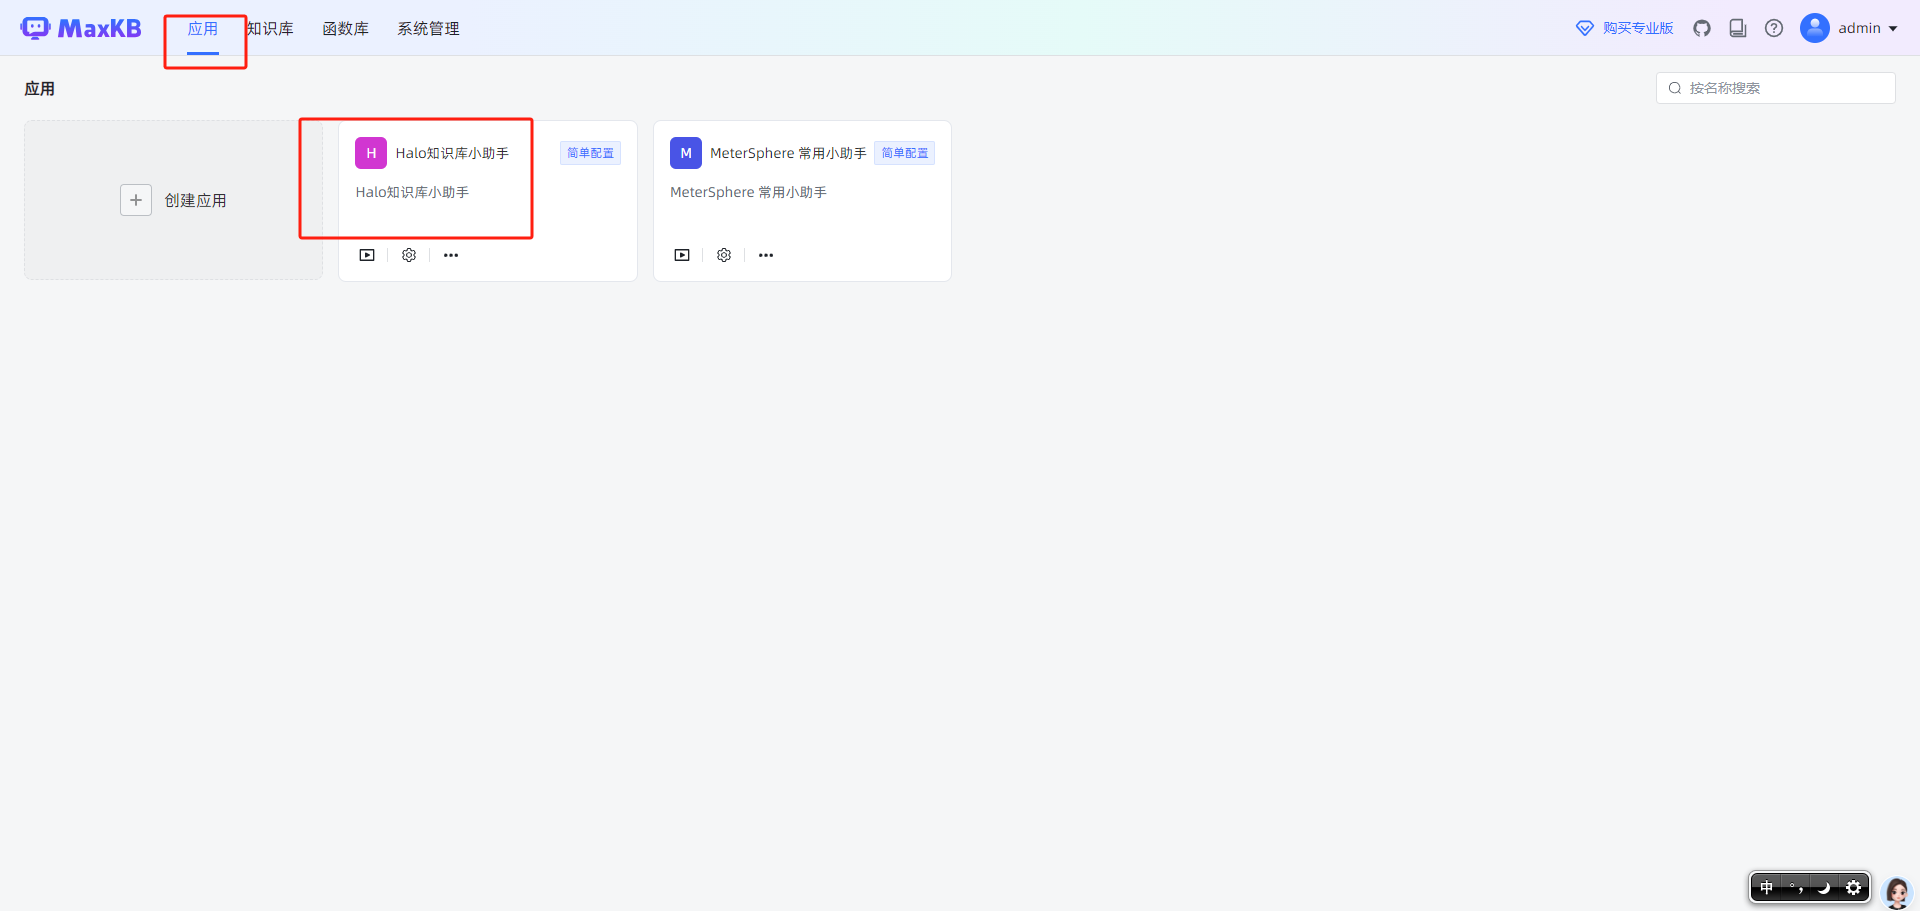 MaxKB 应用 知识库 函数库 系统管理 购买专业版 admin
应用 按名称搜索
创建应用
H Halo知识库小助手 简单配置
Halo知识库小助手
M MeterSphere 常用小助手 简单配置
MeterSphere 常用小助手
中 °,